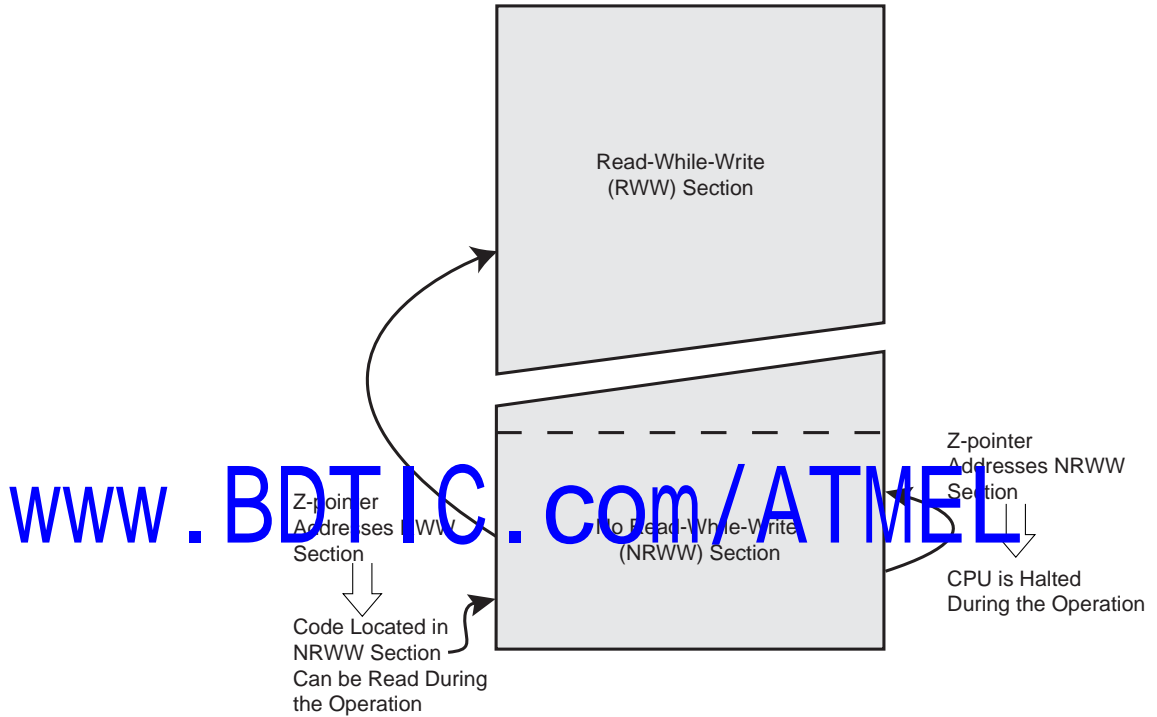 Read-While-Write
(RWW) Section
Z-pointer
Addresses NRWW
Section
www.BDTIC.com/ATMEL
Z-pointer
Addresses RWW
Section
No Read-While-Write
(NRWW) Section
CPU is Halted
During the Operation
Code Located in
NRWW Section
Can be Read During
the Operation